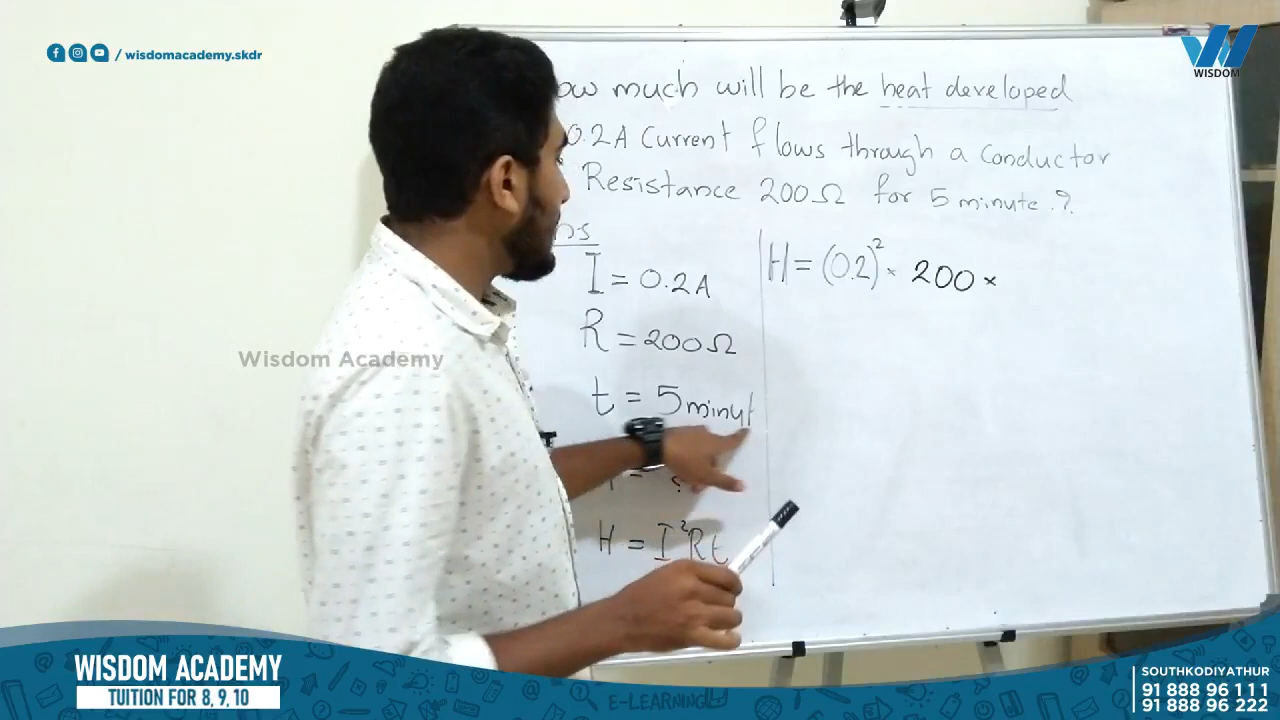 / wisdomacademy.skdr
WISDOM
ow much will be the heat developed
0.2A Current flows through a conductor
Resistance 200Ω for 5 minute ?
ns
I = 0.2A
R = 200Ω
t = 5 minut
= ?
H = I²Rt
H = (0.2)² × 200 ×
Wisdom Academy
WISDOM ACADEMY
TUITION FOR 8, 9, 10
E-LEARNING
SOUTHKODIYATHUR
91 888 96 111
91 888 96 222